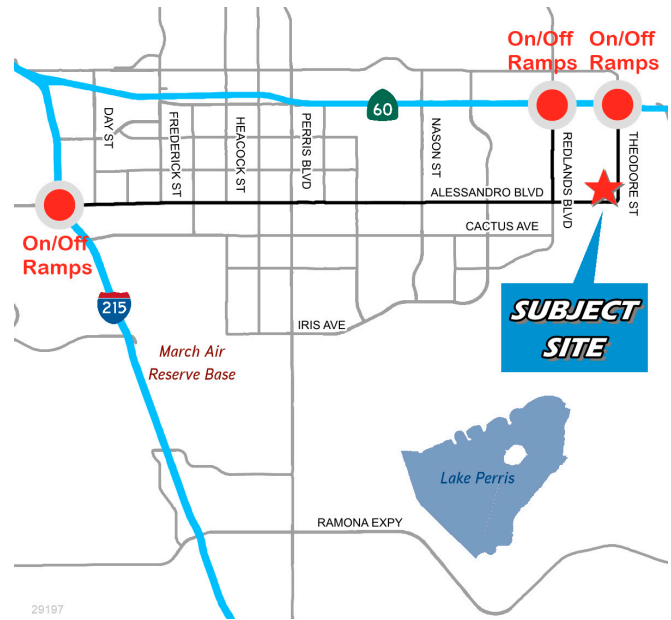 On/Off
Ramps
On/Off
Ramps
60
DAY ST
FREDERICK ST
HEACOCK ST
PERRIS BLVD
NASON ST
REDLANDS BLVD
THEODORE ST
ALESSANDRO BLVD
CACTUS AVE
On/Off
Ramps
215
IRIS AVE
SUBJECT
SITE
March Air
Reserve Base
Lake Perris
RAMONA EXPY
29197